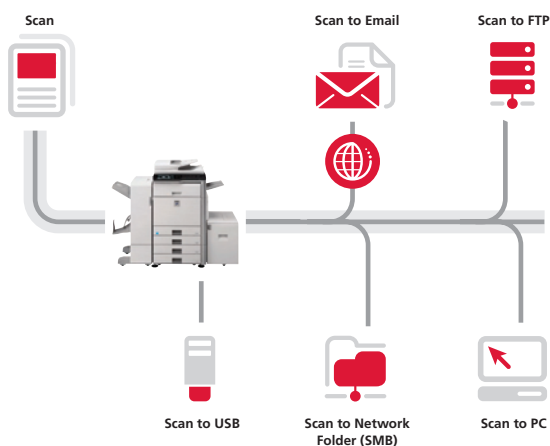 Scan
Scan to Email
Scan to FTP
Scan to USB
Scan to Network
Folder (SMB)
Scan to PC